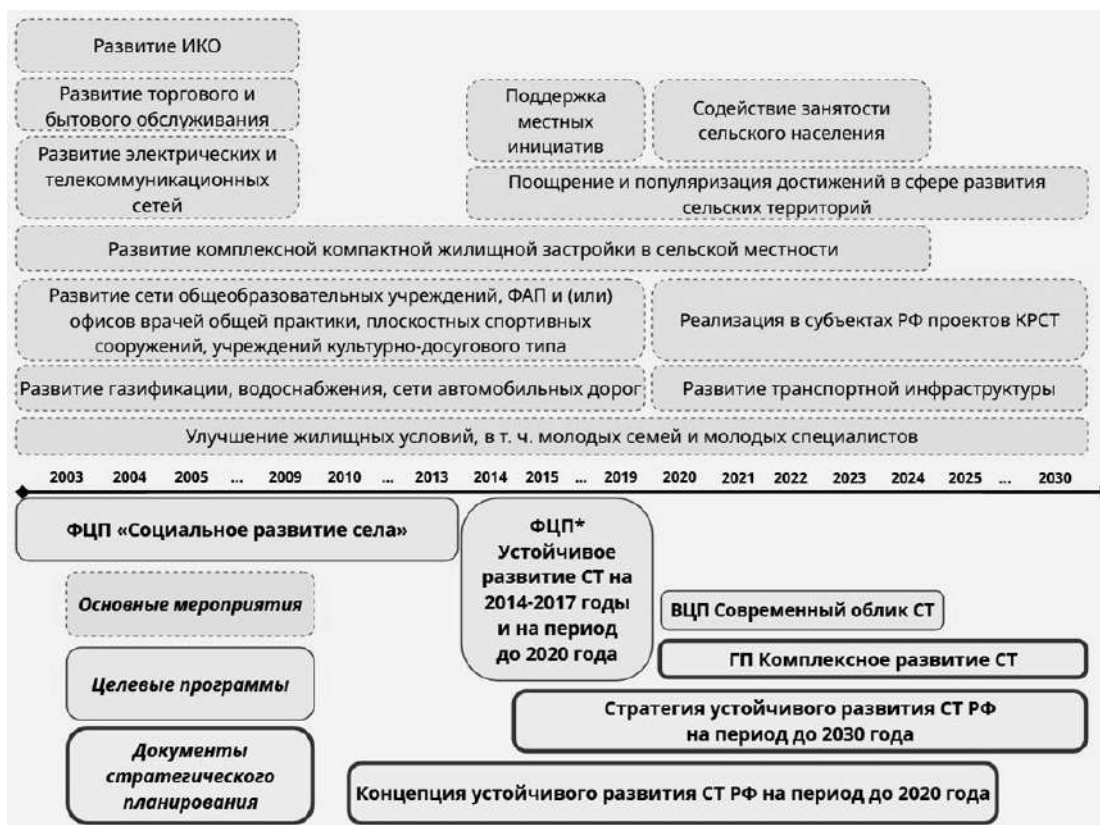 Развитие ИКО
Развитие торгового и
бытового обслуживания
Поддержка
местных
инициатив
Содействие занятости
сельского населения
Развитие электрических и
телекоммуникационных
сетей
Поощрение и популяризация достижений в сфере развития
сельских территорий
Развитие комплексной компактной жилищной застройки в сельской местности
Развитие сети общеобразовательных учреждений, ФАП и (или)
офисов врачей общей практики, плоскостных спортивных
сооружений, учреждений культурно-досугового типа
Реализация в субъектах РФ проектов КРСТ
Развитие газификации, водоснабжения, сети автомобильных дорог
Развитие транспортной инфраструктуры
Улучшение жилищных условий, в т. ч. молодых семей и молодых специалистов
2003 2004 2005 ... 2009 2010 ... 2013 2014 2015 ... 2019 2020 2021 2022 2023 2024 2025 ... 2030
ФЦП «Социальное развитие села»
ФЦП*
Устойчивое
развитие СТ на
2014-2017 годы
и на период
до 2020 года
Основные мероприятия
ВЦП Современный облик СТ
ГП Комплексное развитие СТ
Целевые программы
Стратегия устойчивого развития СТ РФ
на период до 2030 года
Документы
стратегического
планирования
Концепция устойчивого развития СТ РФ на период до 2020 года